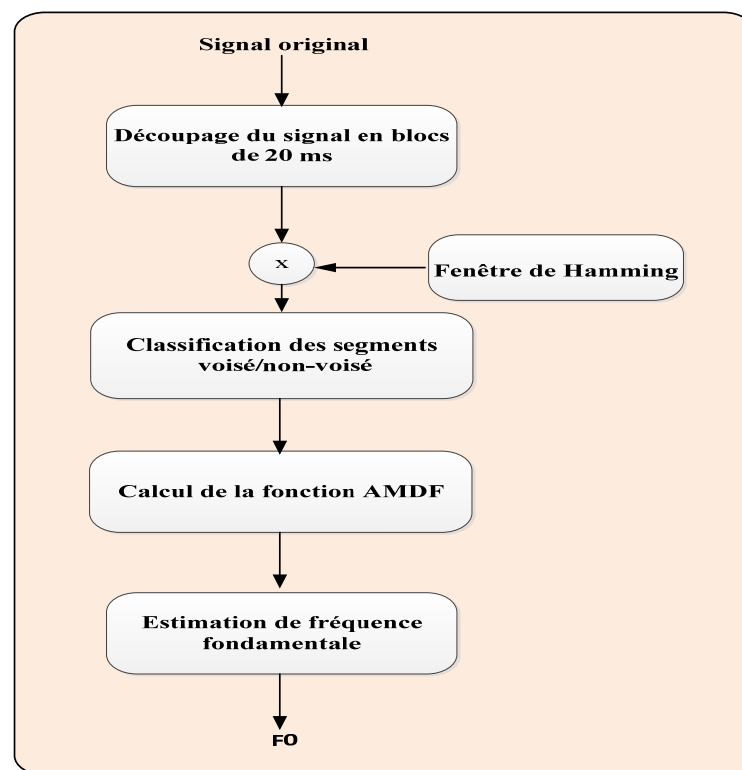 Signal original
Découpage du signal en blocs
de 20 ms
x
Fenêtre de Hamming
Classification des segments
voisé/non-voisé
Calcul de la fonction AMDF
Estimation de fréquence
fondamentale
F0